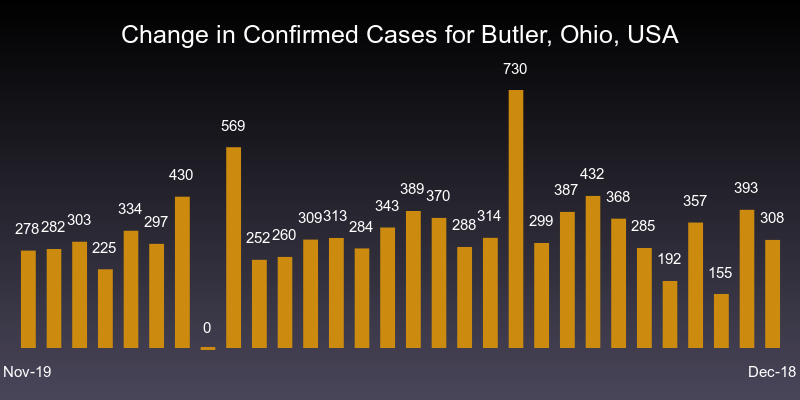 Change in Confirmed Cases for Butler, Ohio, USA
278 282 303 225 334 297 430 0 569 252 260 309 313 284 343 389 370 288 314 730 299 387 432 368 285 192 357 155 393 308
Nov-19 Dec-18